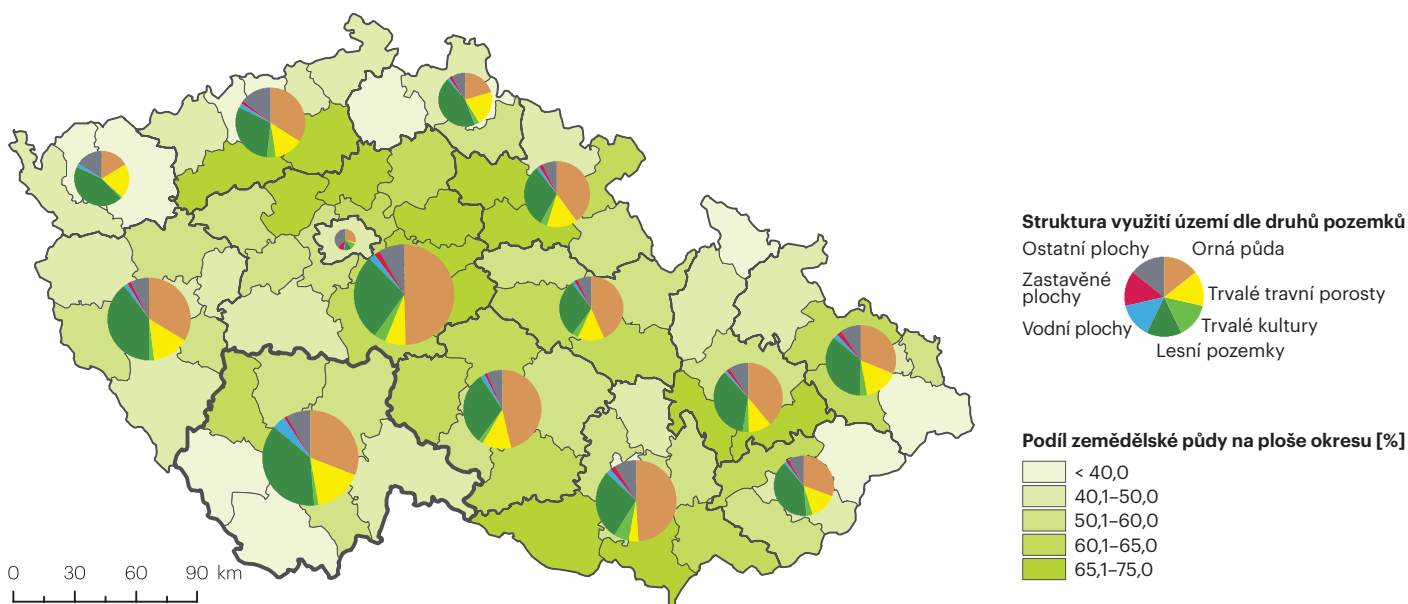 Struktura využití území dle druhů pozemků
Ostatní plochy
Orná půda
Zastavěné
plochy
Trvalé travní porosty
Vodní plochy
Trvalé kultury
Lesní pozemky
Podíl zemědělské půdy na ploše okresu [%]
< 40,0
40,1–50,0
50,1–60,0
60,1–65,0
65,1–75,0
0 30 60 90 km